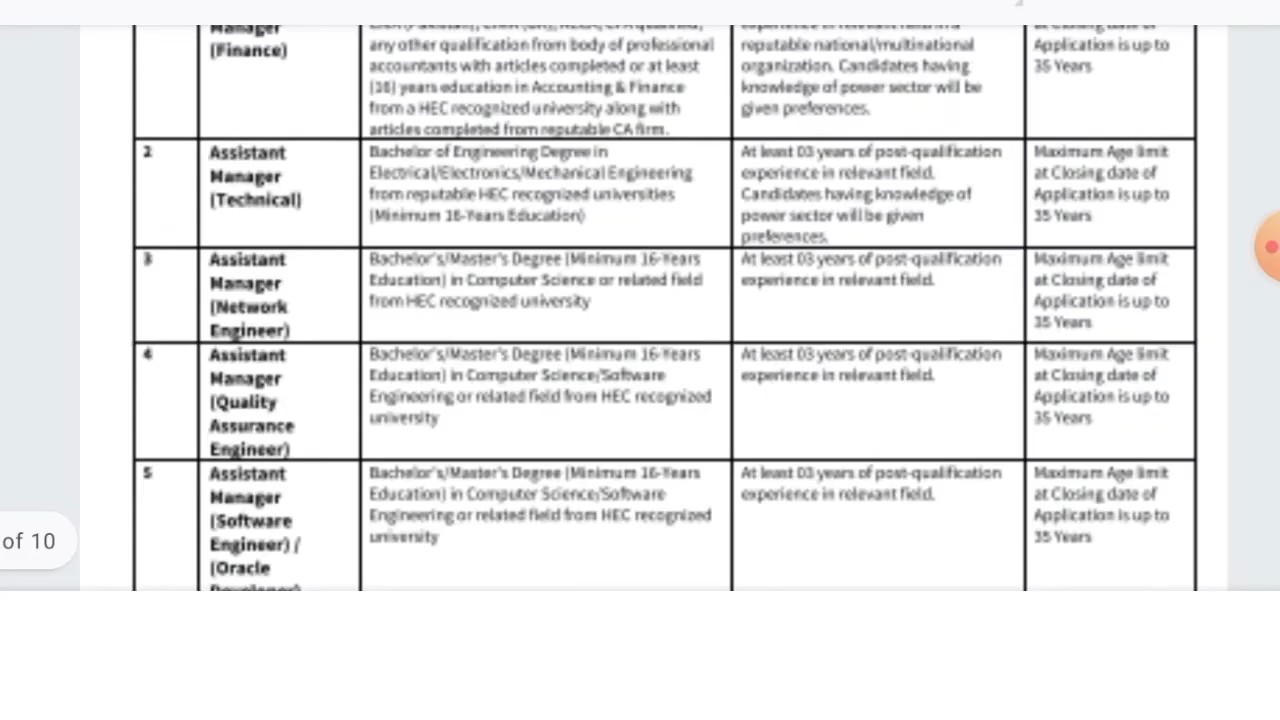 Manager
(Finance)
any other qualification from body of professional
accountants with articles completed or at least
(16) years education in Accounting & Finance
from a HEC recognized university along with
articles completed from reputable CA firm.
reputable national/multinational
organization. Candidates having
knowledge of power sector will be
given preferences.
at Closing date of
Application is up to
35 Years
2
Assistant
Manager
(Technical)
Bachelor of Engineering Degree in
Electrical/Electronics/Mechanical Engineering
from reputable HEC recognized universities
(Minimum 16-Years Education)
At least 03 years of post-qualification
experience in relevant field.
Candidates having knowledge of
power sector will be given
preferences.
Maximum Age limit
at Closing date of
Application is up to
35 Years
3
Assistant
Manager
(Network
Engineer)
Bachelor's/Master's Degree (Minimum 16-Years
Education) in Computer Science or related field
from HEC recognized university
At least 03 years of post-qualification
experience in relevant field.
Maximum Age limit
at Closing date of
Application is up to
35 Years
4
Assistant
Manager
(Quality
Assurance
Engineer)
Bachelor's/Master's Degree (Minimum 16-Years
Education) in Computer Science/Software
Engineering or related field from HEC recognized
university
At least 03 years of post-qualification
experience in relevant field.
Maximum Age limit
at Closing date of
Application is up to
35 Years
5
Assistant
Manager
(Software
Engineer) /
(Oracle
Developer)
Bachelor's/Master's Degree (Minimum 16-Years
Education) in Computer Science/Software
Engineering or related field from HEC recognized
university
At least 03 years of post-qualification
experience in relevant field.
Maximum Age limit
at Closing date of
Application is up to
35 Years
of 10